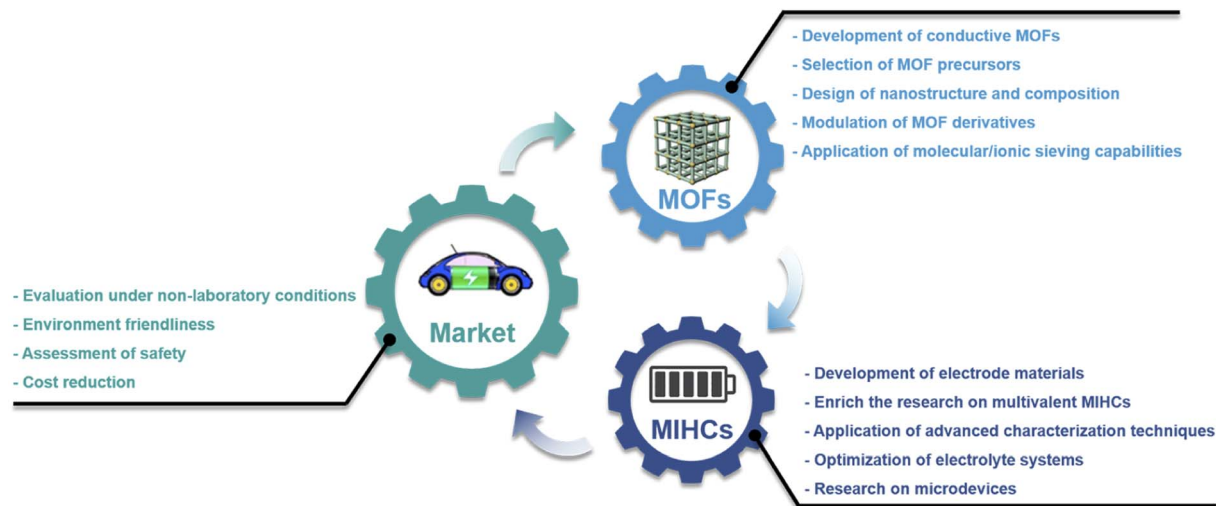 - Development of conductive MOFs
- Selection of MOF precursors
- Design of nanostructure and composition
- Modulation of MOF derivatives
- Application of molecular/ionic sieving capabilities
MOFs
Market
- Evaluation under non-laboratory conditions
- Environment friendliness
- Assessment of safety
- Cost reduction
MIHCs
- Development of electrode materials
- Enrich the research on multivalent MIHCs
- Application of advanced characterization techniques
- Optimization of electrolyte systems
- Research on microdevices